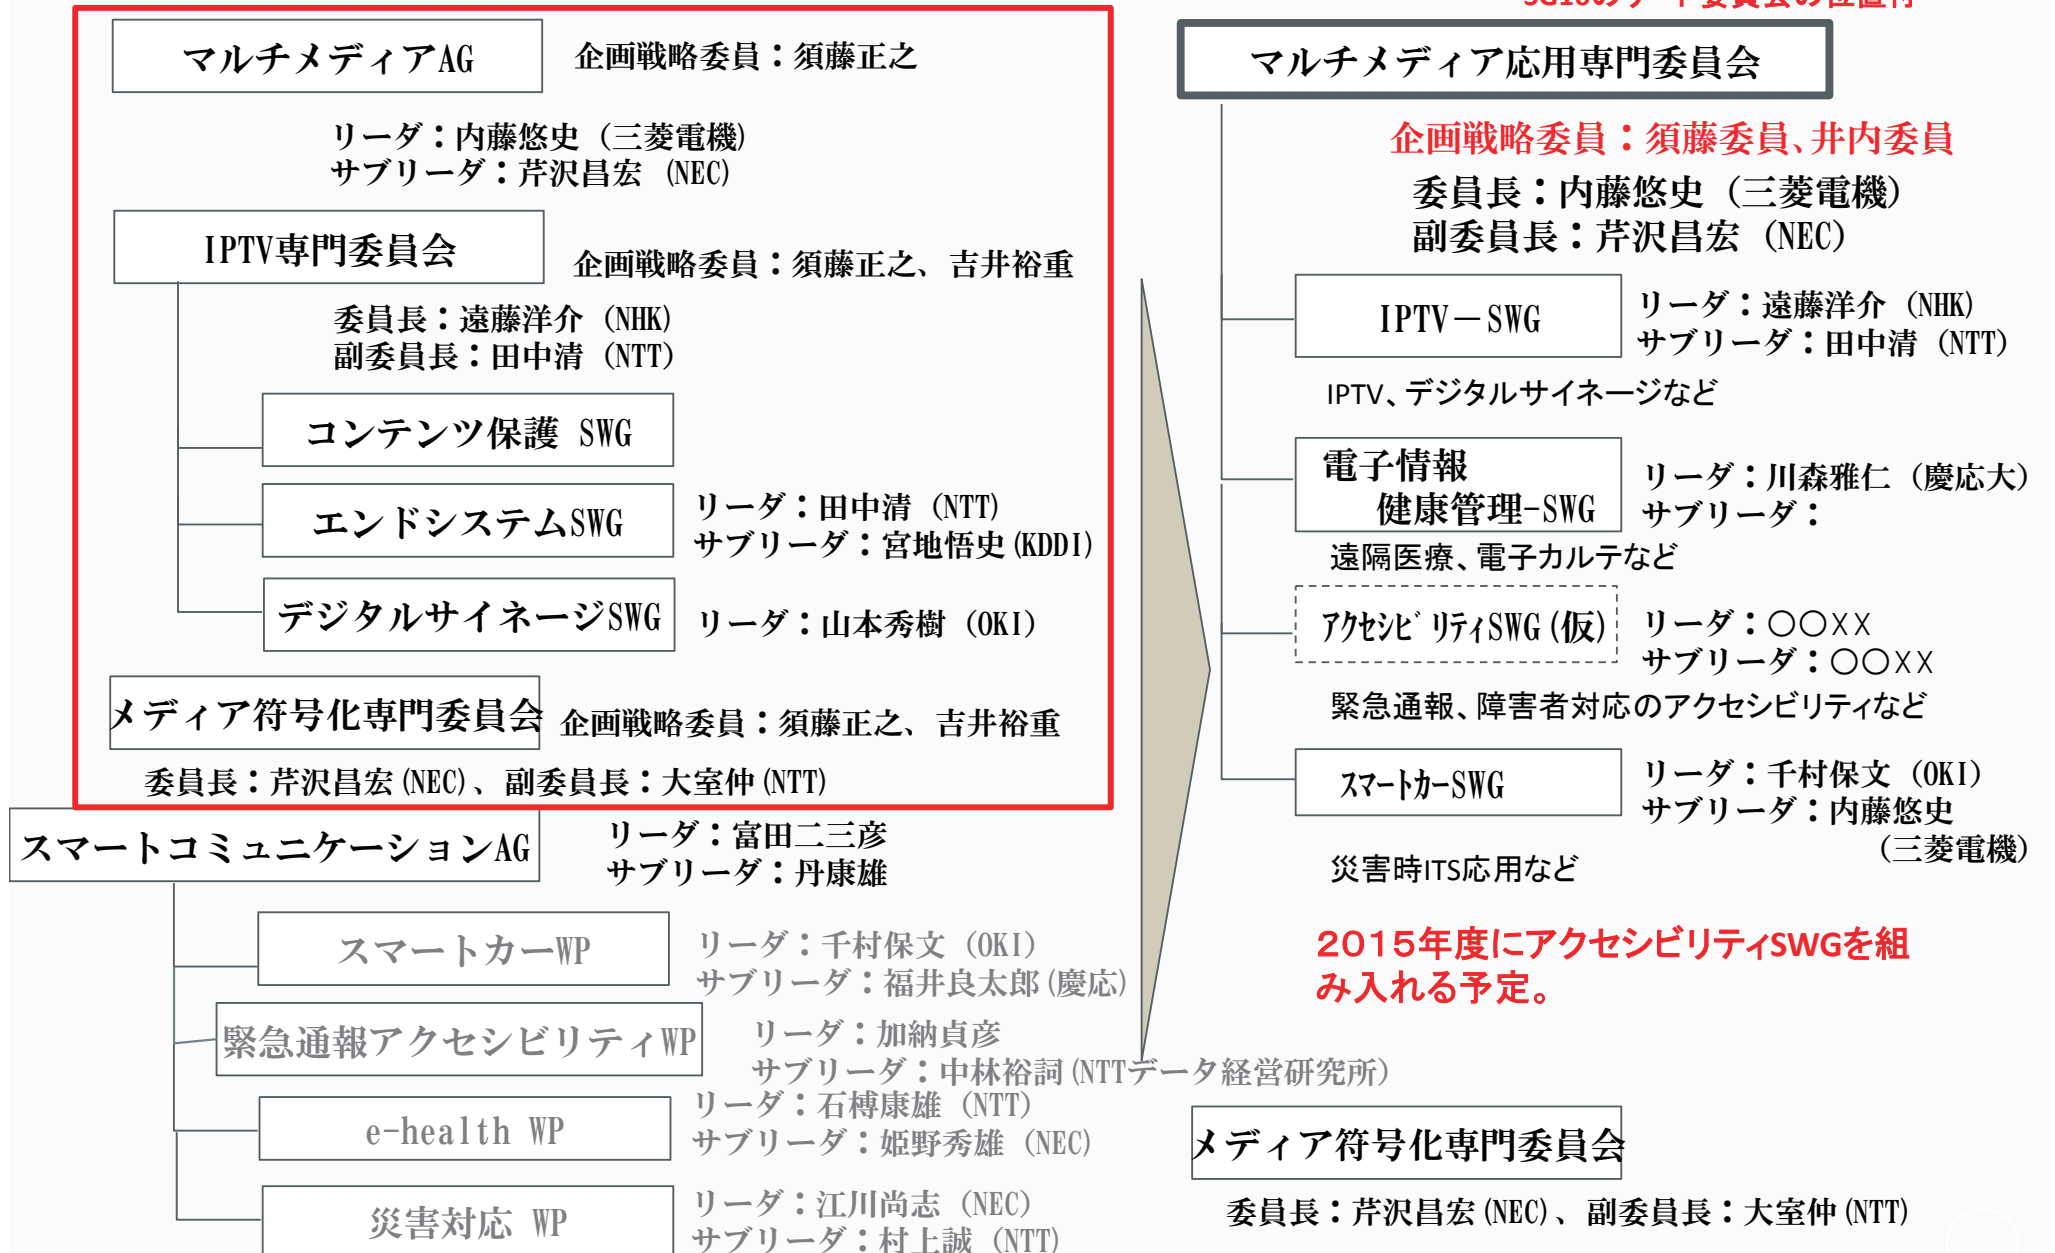 マルチメディアAG
企画戦略委員：須藤正之
リーダ：内藤悠史（三菱電機）
サブリーダ：芹沢昌宏（NEC）
IPTV専門委員会
企画戦略委員：須藤正之、吉井裕重
委員長：遠藤洋介（NHK）
副委員長：田中清（NTT）
コンテンツ保護 SWG
エンドシステムSWG
リーダ：田中清（NTT）
サブリーダ：宮地悟史(KDDI)
デジタルサイネージSWG
リーダ：山本秀樹（OKI）
メディア符号化専門委員会
企画戦略委員：須藤正之、吉井裕重
委員長：芹沢昌宏(NEC)、副委員長：大室仲(NTT)
スマートコミュニケーションAG
リーダ：富田二三彦
サブリーダ：丹康雄
スマートカーWP
リーダ：千村保文（OKI）
サブリーダ：福井良太郎(慶応)
緊急通報アクセシビリティWP
リーダ：加納貞彦
サブリーダ：中林裕詞(NTTデータ経営研究所）
e-health WP
リーダ：石榑康雄（NTT）
サブリーダ：姫野秀雄（NEC）
災害対応 WP
リーダ：江川尚志（NEC）
サブリーダ：村上誠（NTT）
マルチメディア応用専門委員会
企画戦略委員：須藤委員、井内委員
委員長：内藤悠史（三菱電機）
副委員長：芹沢昌宏（NEC）
IPTV－SWG
リーダ：遠藤洋介（NHK）
サブリーダ：田中清（NTT）
IPTV、デジタルサイネージなど
電子情報
健康管理-SWG
リーダ：川森雅仁（慶応大）
サブリーダ：
遠隔医療、電子カルテなど
ｱｸｾｼﾋﾞﾘﾃｨSWG(仮)
リーダ：〇〇XX
サブリーダ：〇〇XX
緊急通報、障害者対応のアクセシビリティなど
ｽﾏｰﾄｶｰSWG
リーダ：千村保文（OKI）
サブリーダ：内藤悠史
（三菱電機）
災害時ITS応用など
２０１５年度にアクセシビリティSWGを組
み入れる予定。
メディア符号化専門委員会
委員長：芹沢昌宏(NEC)、副委員長：大室仲(NTT)